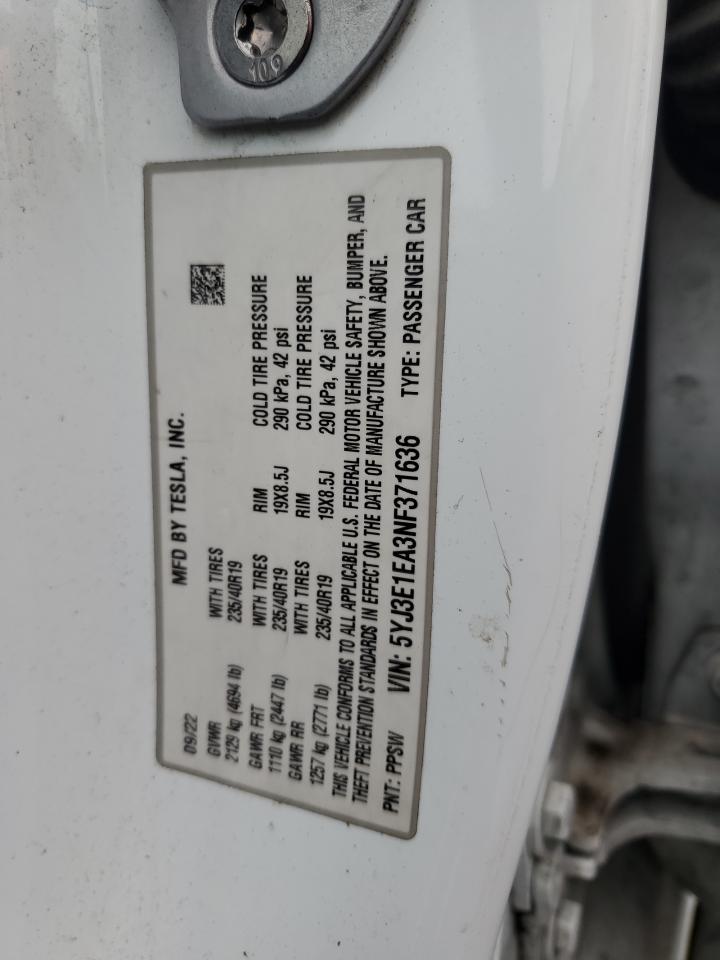 109
MFD BY TESLA, INC.
09/22
GVWR WITH TIRES
2129 kg (4694 lb) 235/40R19
GAWR FRT WITH TIRES RIM COLD TIRE PRESSURE
1110 kg (2447 lb) 235/40R19 19X8.5J 290 kPa, 42 psi
GAWR RR WITH TIRES RIM COLD TIRE PRESSURE
1257 kg (2771 lb) 235/40R19 19X8.5J 290 kPa, 42 psi
THIS VEHICLE CONFORMS TO ALL APPLICABLE U.S. FEDERAL MOTOR VEHICLE SAFETY, BUMPER, AND
THEFT PREVENTION STANDARDS IN EFFECT ON THE DATE OF MANUFACTURE SHOWN ABOVE.
PNT: PPSW VIN: 5YJ3E1EA3NF371636 TYPE: PASSENGER CAR